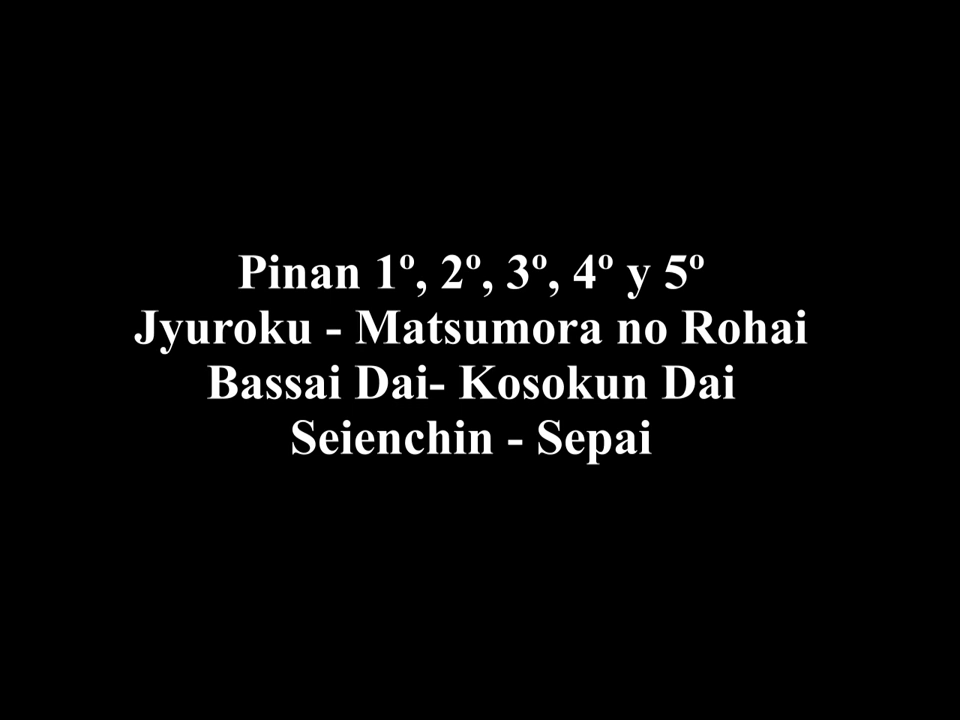 Pinan 1º, 2º, 3º, 4º y 5º
Jyuroku - Matsumora no Rohai
Bassai Dai- Kosokun Dai
Seienchin - Sepai